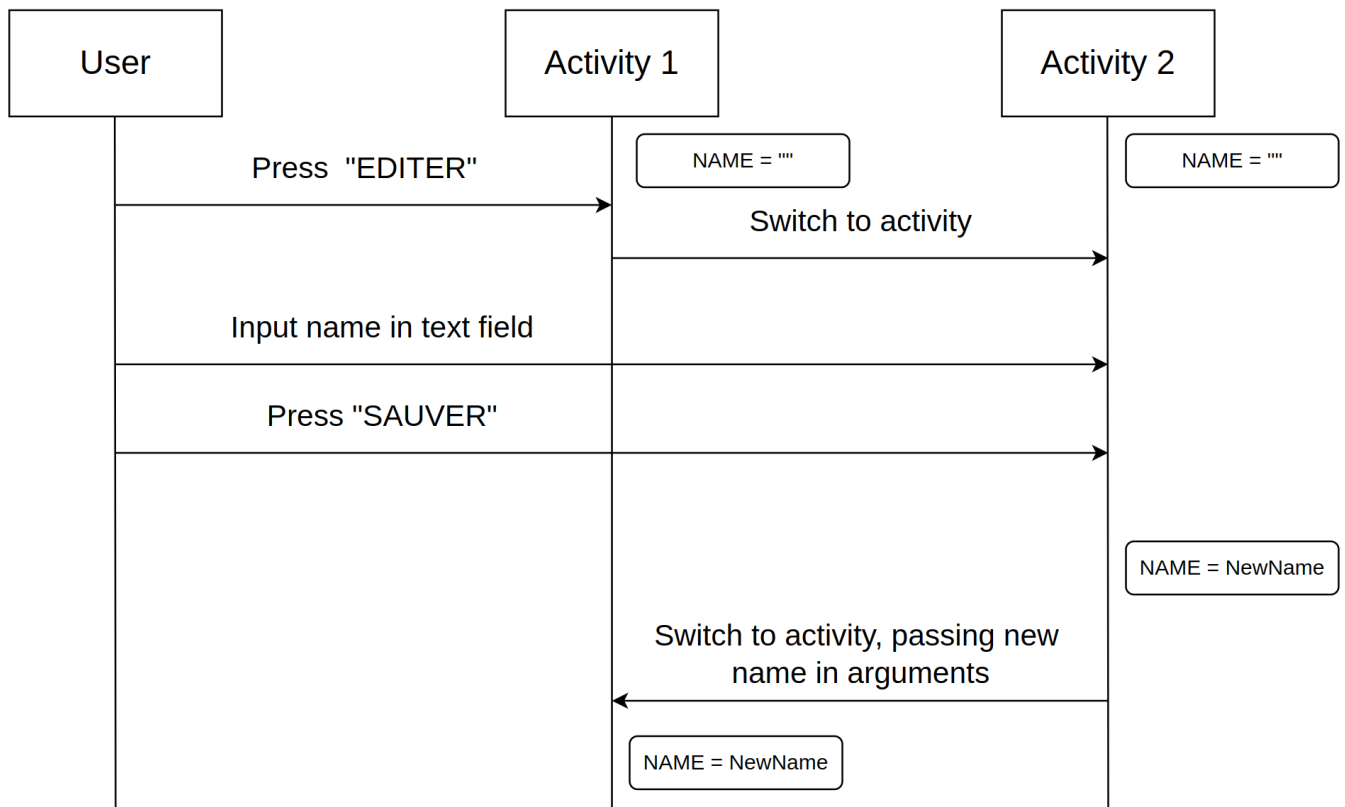 User
Activity 1
Activity 2
NAME = ""
NAME = ""
Press  "EDITER"
Switch to activity
Input name in text field
Press "SAUVER"
NAME = NewName
Switch to activity, passing new
name in arguments
NAME = NewName